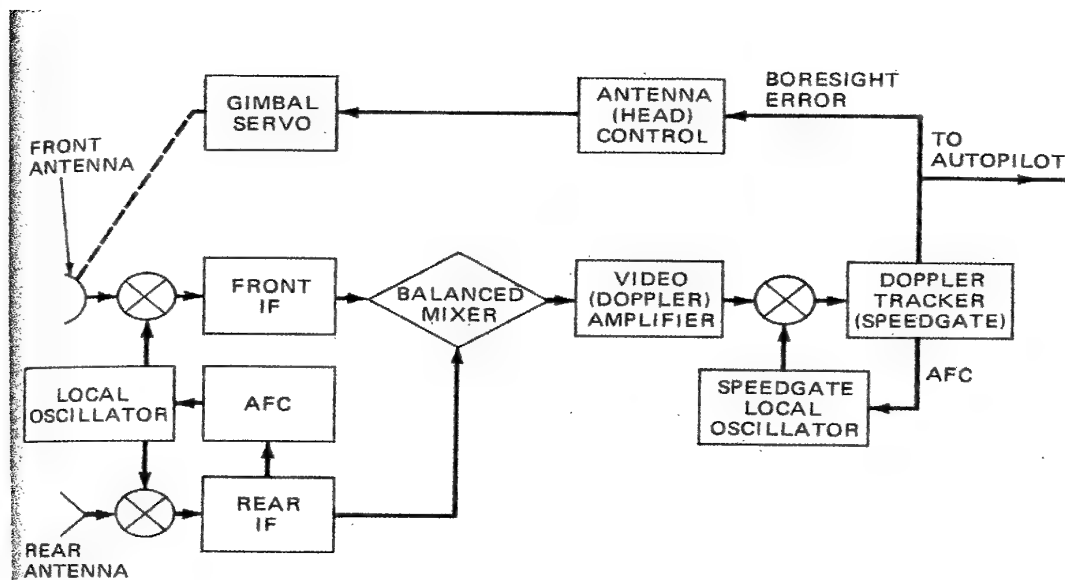 GIMBAL
SERVO
ANTENNA
(HEAD)
CONTROL
BORESIGHT
ERROR
TO
AUTOPILOT
FRONT
ANTENNA
FRONT
IF
BALANCED
MIXER
VIDEO
(DOPPLER)
AMPLIFIER
DOPPLER
TRACKER
(SPEEDGATE)
LOCAL
OSCILLATOR
AFC
SPEEDGATE
LOCAL
OSCILLATOR
AFC
REAR
IF
REAR
ANTENNA